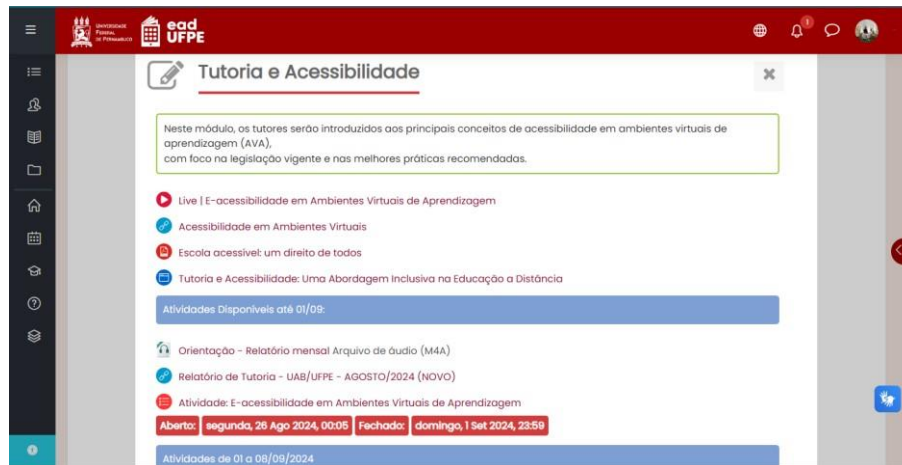 UNIVERSIDADE
FEDERAL
DE PERNAMBUCO
ead
UFPE
Tutoria e Acessibilidade
Neste módulo, os tutores serão introduzidos aos principais conceitos de acessibilidade em ambientes virtuais de
aprendizagem (AVA),
com foco na legislação vigente e nas melhores práticas recomendadas.
Live | E-acessibilidade em Ambientes Virtuais de Aprendizagem
Acessibilidade em Ambientes Virtuais
Escola acessível: um direito de todos
Tutoria e Acessibilidade: Uma Abordagem Inclusiva na Educação a Distância
Atividades Disponíveis até 01/09:
Orientação - Relatório mensal Arquivo de áudio (M4A)
Relatório de Tutoria - UAB/UFPE - AGOSTO/2024 (NOVO)
Atividade: E-acessibilidade em Ambientes Virtuais de Aprendizagem
Aberto: segunda, 26 Ago 2024, 00:05 Fechado: domingo, 1 Set 2024, 23:59
Atividades de 01 a 08/09/2024